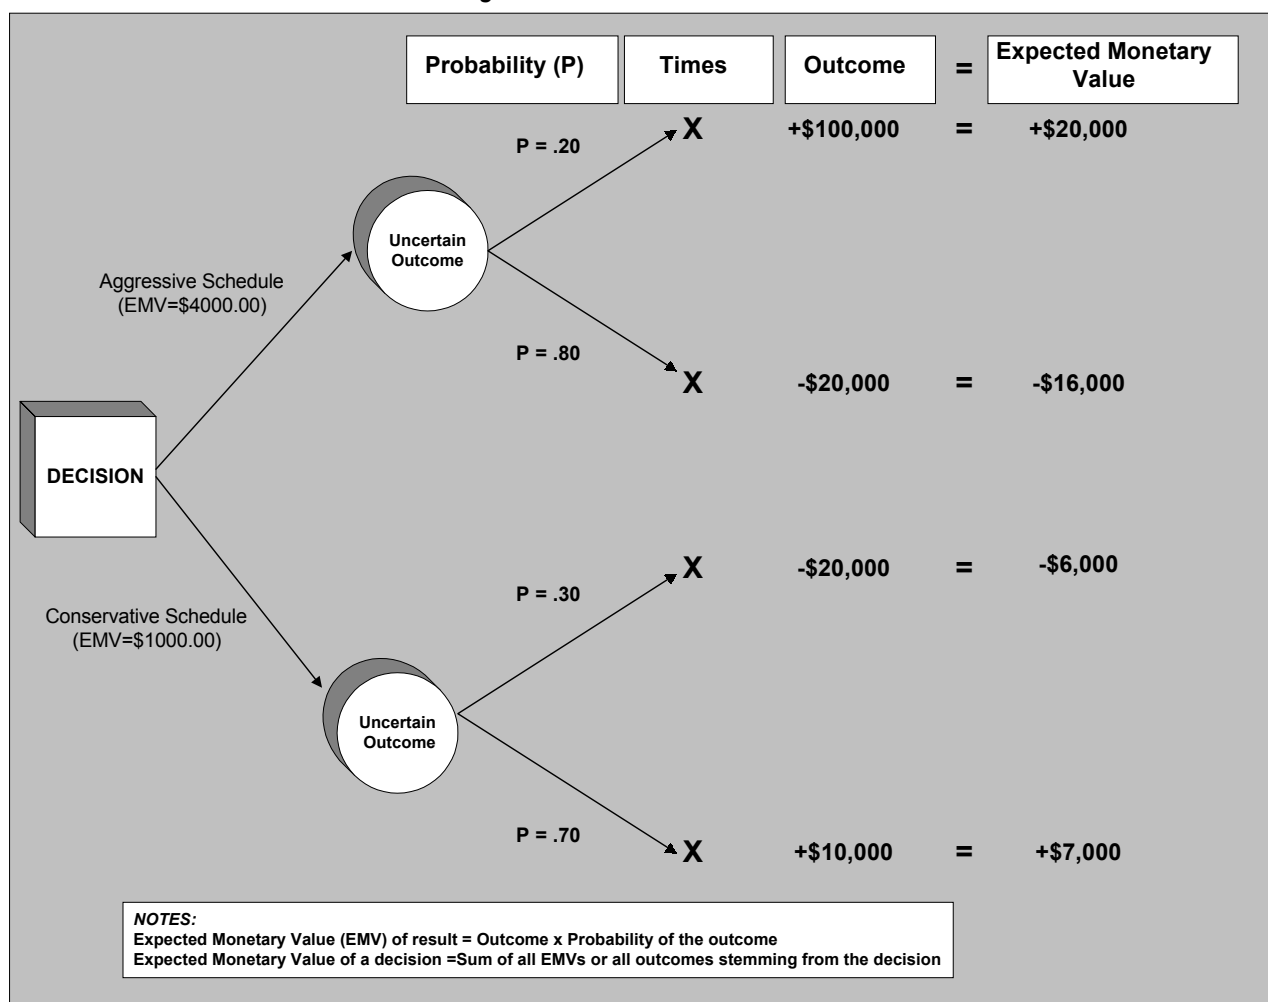 Probability (P) Times Outcome = Expected Monetary
Value
P = .20 X +$100,000 = +$20,000
Uncertain
Outcome
Aggressive Schedule
(EMV=$4000.00)
P = .80 X -$20,000 = -$16,000
DECISION
P = .30 X -$20,000 = -$6,000
Conservative Schedule
(EMV=$1000.00)
Uncertain
Outcome
P = .70 X +$10,000 = +$7,000
NOTES:
Expected Monetary Value (EMV) of result = Outcome x Probability of the outcome
Expected Monetary Value of a decision =Sum of all EMVs or all outcomes stemming from the decision